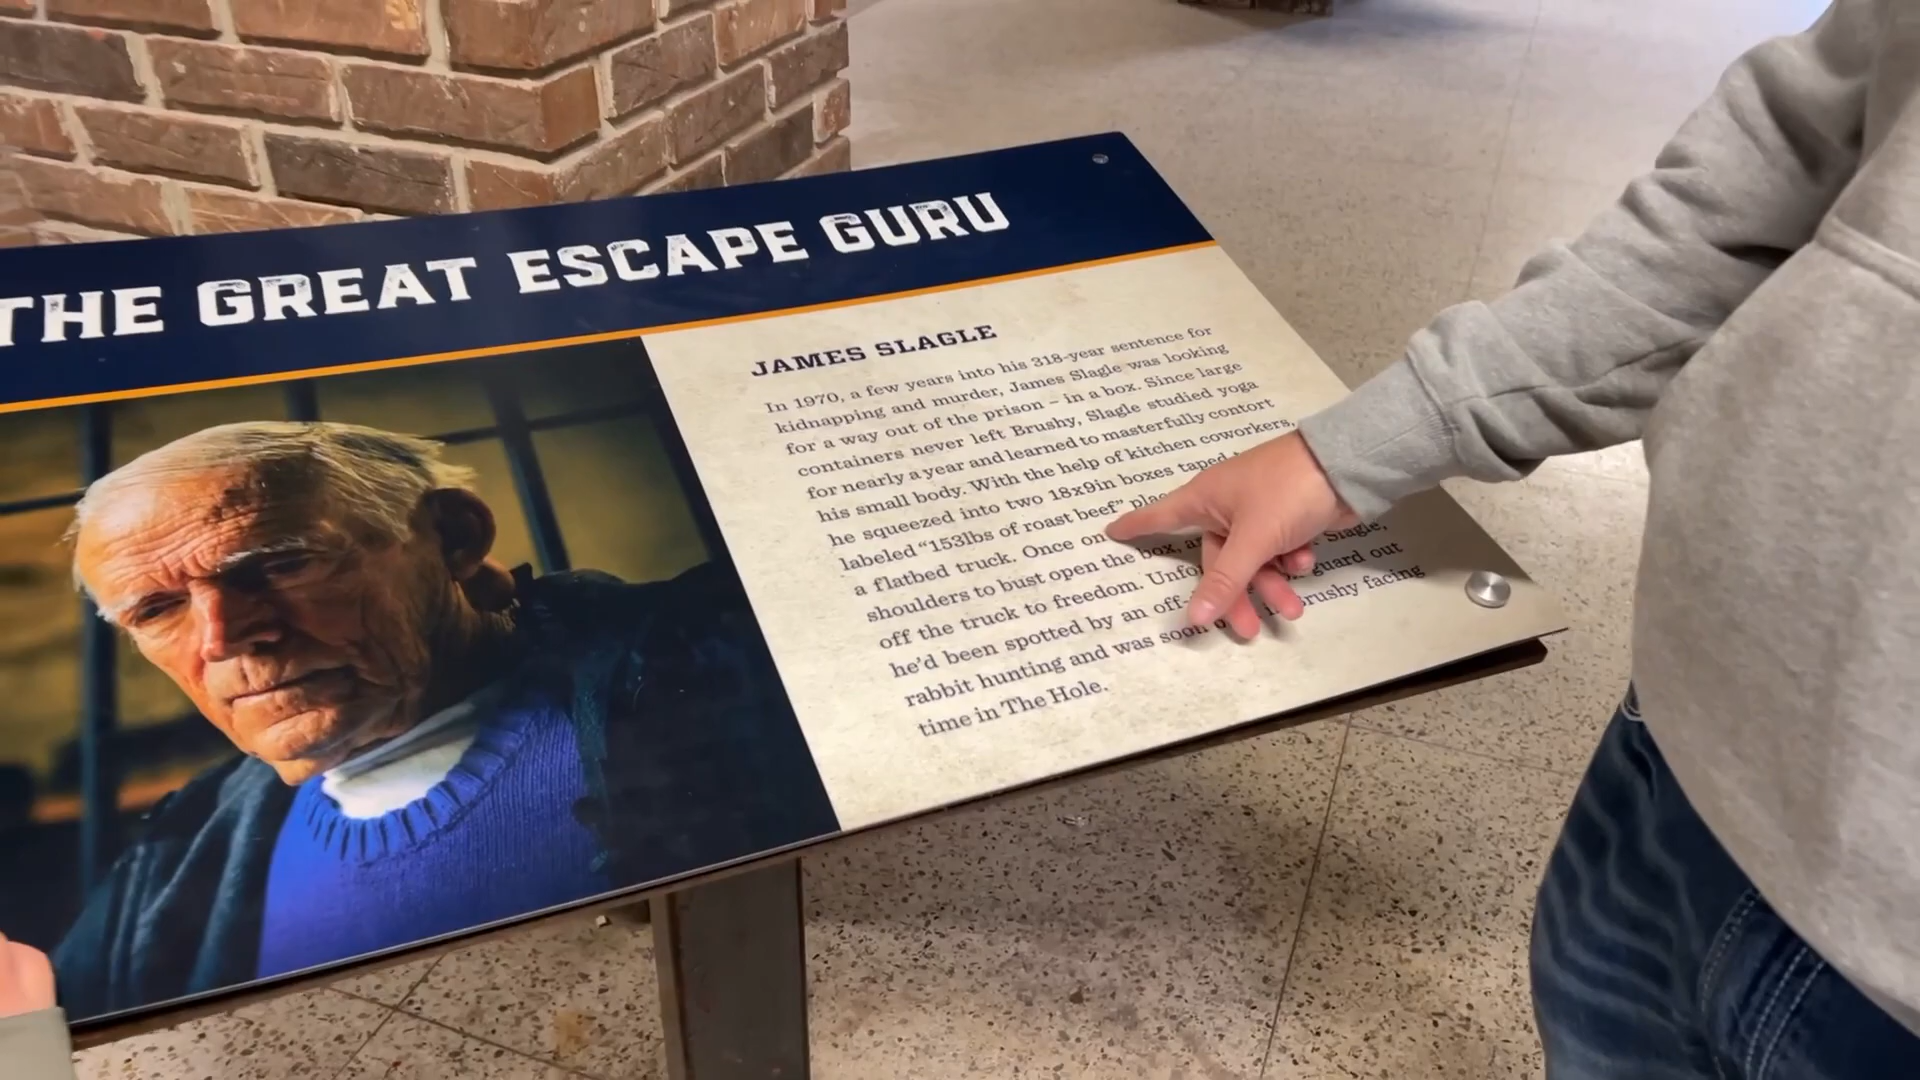 THE GREAT ESCAPE GURU
JAMES SLAGLE
In 1970, a few years into his 318-year sentence for
kidnapping and murder, James Slagle was looking
for a way out of the prison – in a box. Since large
containers never left Brushy, Slagle studied yoga
for nearly a year and learned to masterfully contort
his small body. With the help of kitchen coworkers,
he squeezed into two 18x9in boxes taped
labeled “153lbs of roast beef”
a flatbed truck. Once on
shoulders to bust open the box,
off the truck to freedom. Slagle,
he’d been spotted by an guard out
rabbit hunting and was soon Brushy facing
time in The Hole.